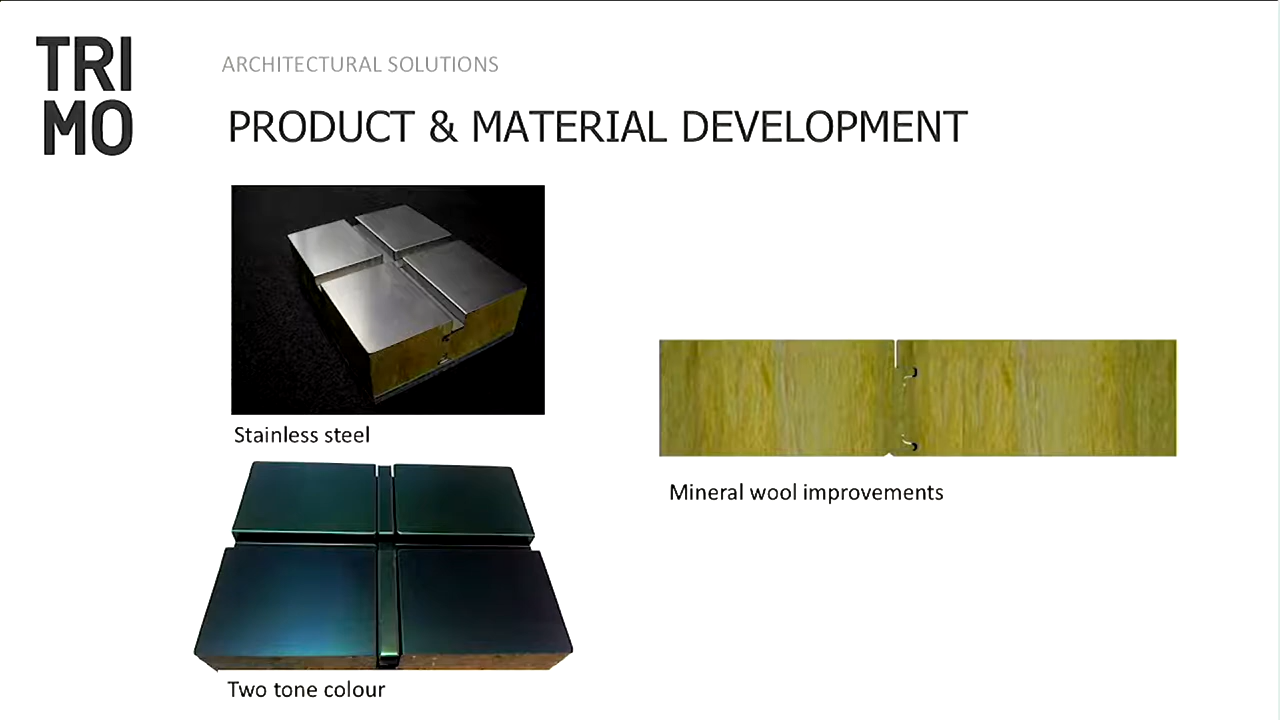 TRI
MO
ARCHITECTURAL SOLUTIONS
PRODUCT & MATERIAL DEVELOPMENT
Stainless steel
Mineral wool improvements
Two tone colour